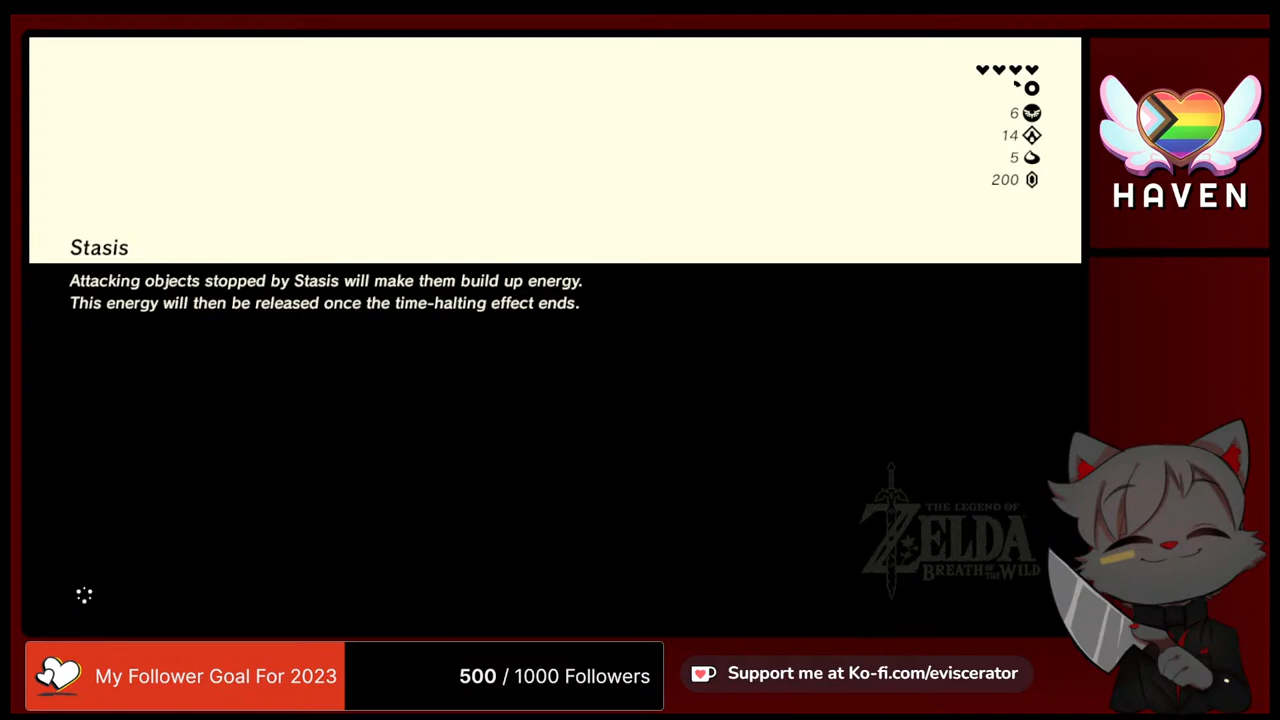 6
14
5
200
Stasis
Attacking objects stopped by Stasis will make them build up energy.
This energy will then be released once the time-halting effect ends.
HAVEN
THE LEGEND OF
ZELDA
BREATH OF THE WILD
My Follower Goal For 2023
500 / 1000 Followers
Support me at Ko-fi.com/eviscerator